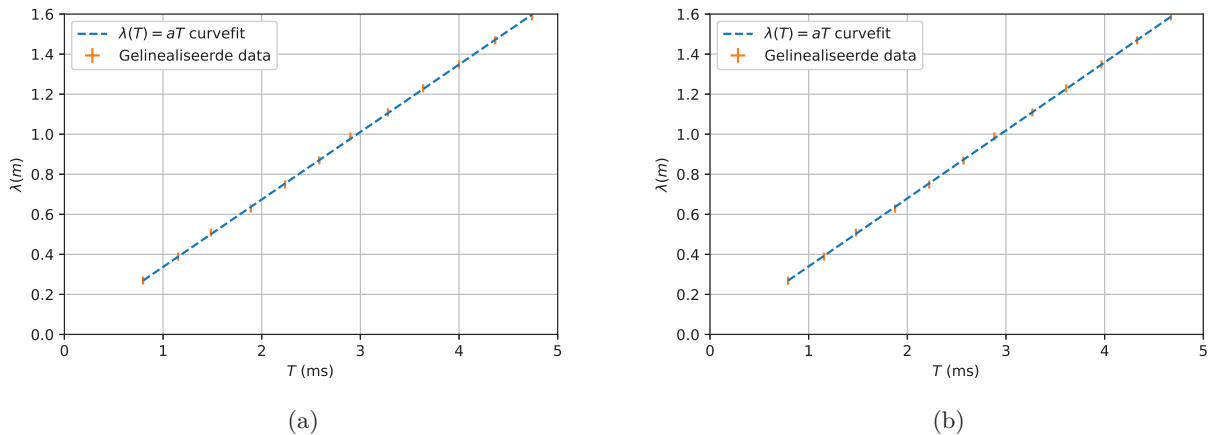 1.6
1.4
1.2
1.0
0.8
0.6
0.4
0.2
0.0
λ(m)
λ(T) = aT curvefit
Gelinealiseerde data
0 1 2 3 4 5
T (ms)
(a)
1.6
1.4
1.2
1.0
0.8
0.6
0.4
0.2
0.0
λ(m)
λ(T) = aT curvefit
Gelinealiseerde data
0 1 2 3 4 5
T (ms)
(b)